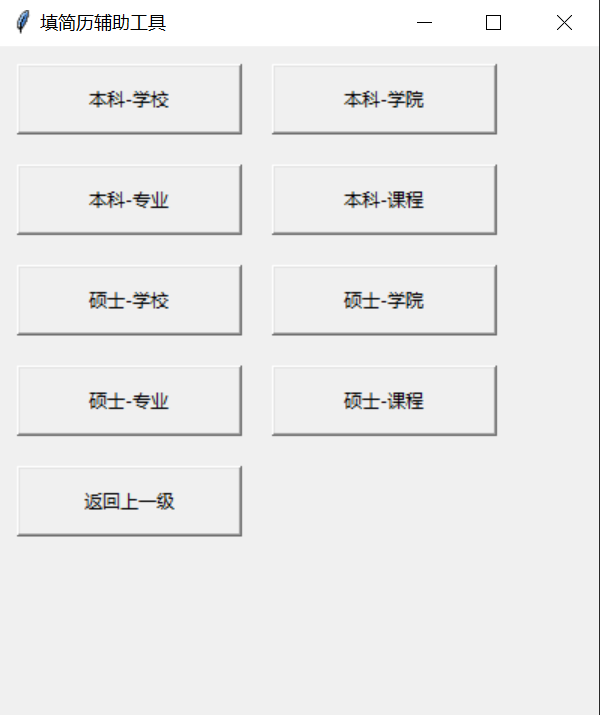 填简历辅助工具
本科-学校
本科-学院
本科-专业
本科-课程
硕士-学校
硕士-学院
硕士-专业
硕士-课程
返回上一级